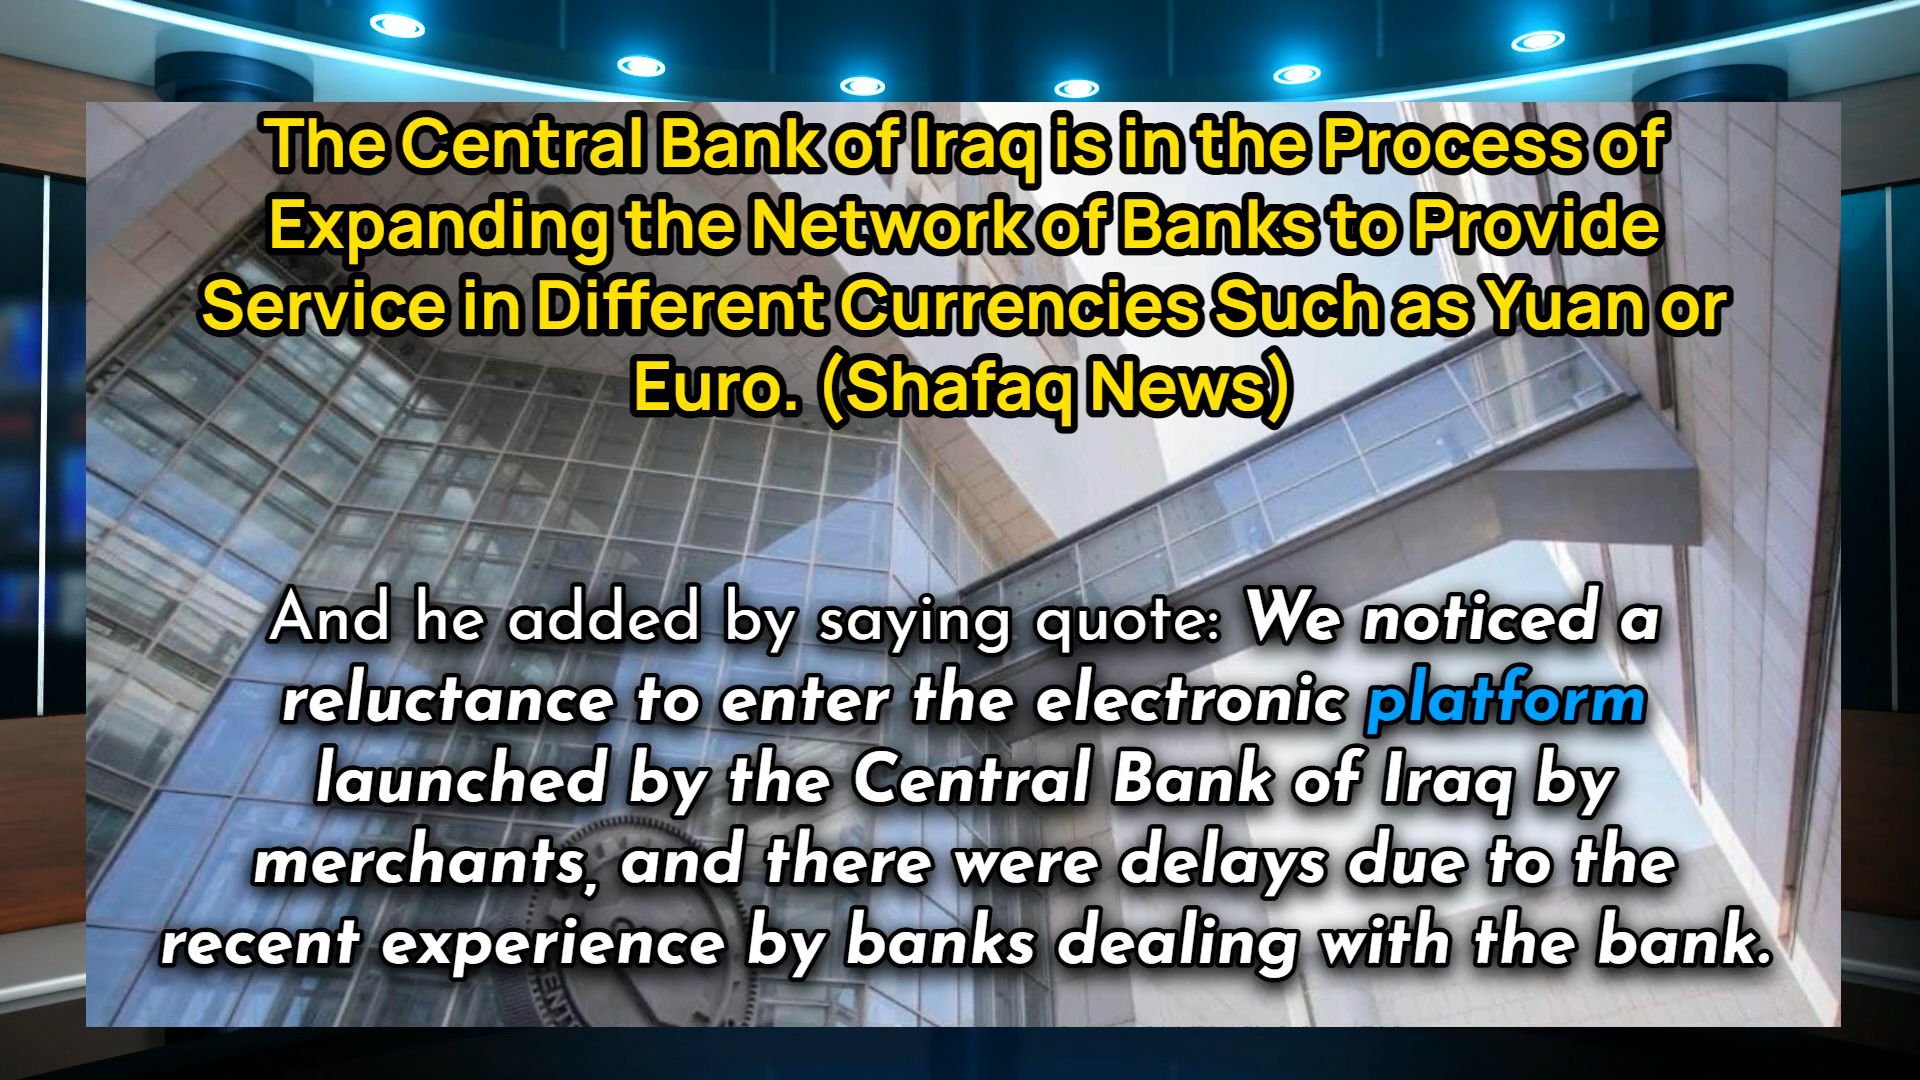 The Central Bank of Iraq is in the Process of
Expanding the Network of Banks to Provide
Service in Different Currencies Such as Yuan or
Euro. (Shafaq News)
And he added by saying quote: We noticed a
reluctance to enter the electronic platform
launched by the Central Bank of Iraq by
merchants, and there were delays due to the
recent experience by banks dealing with the bank.